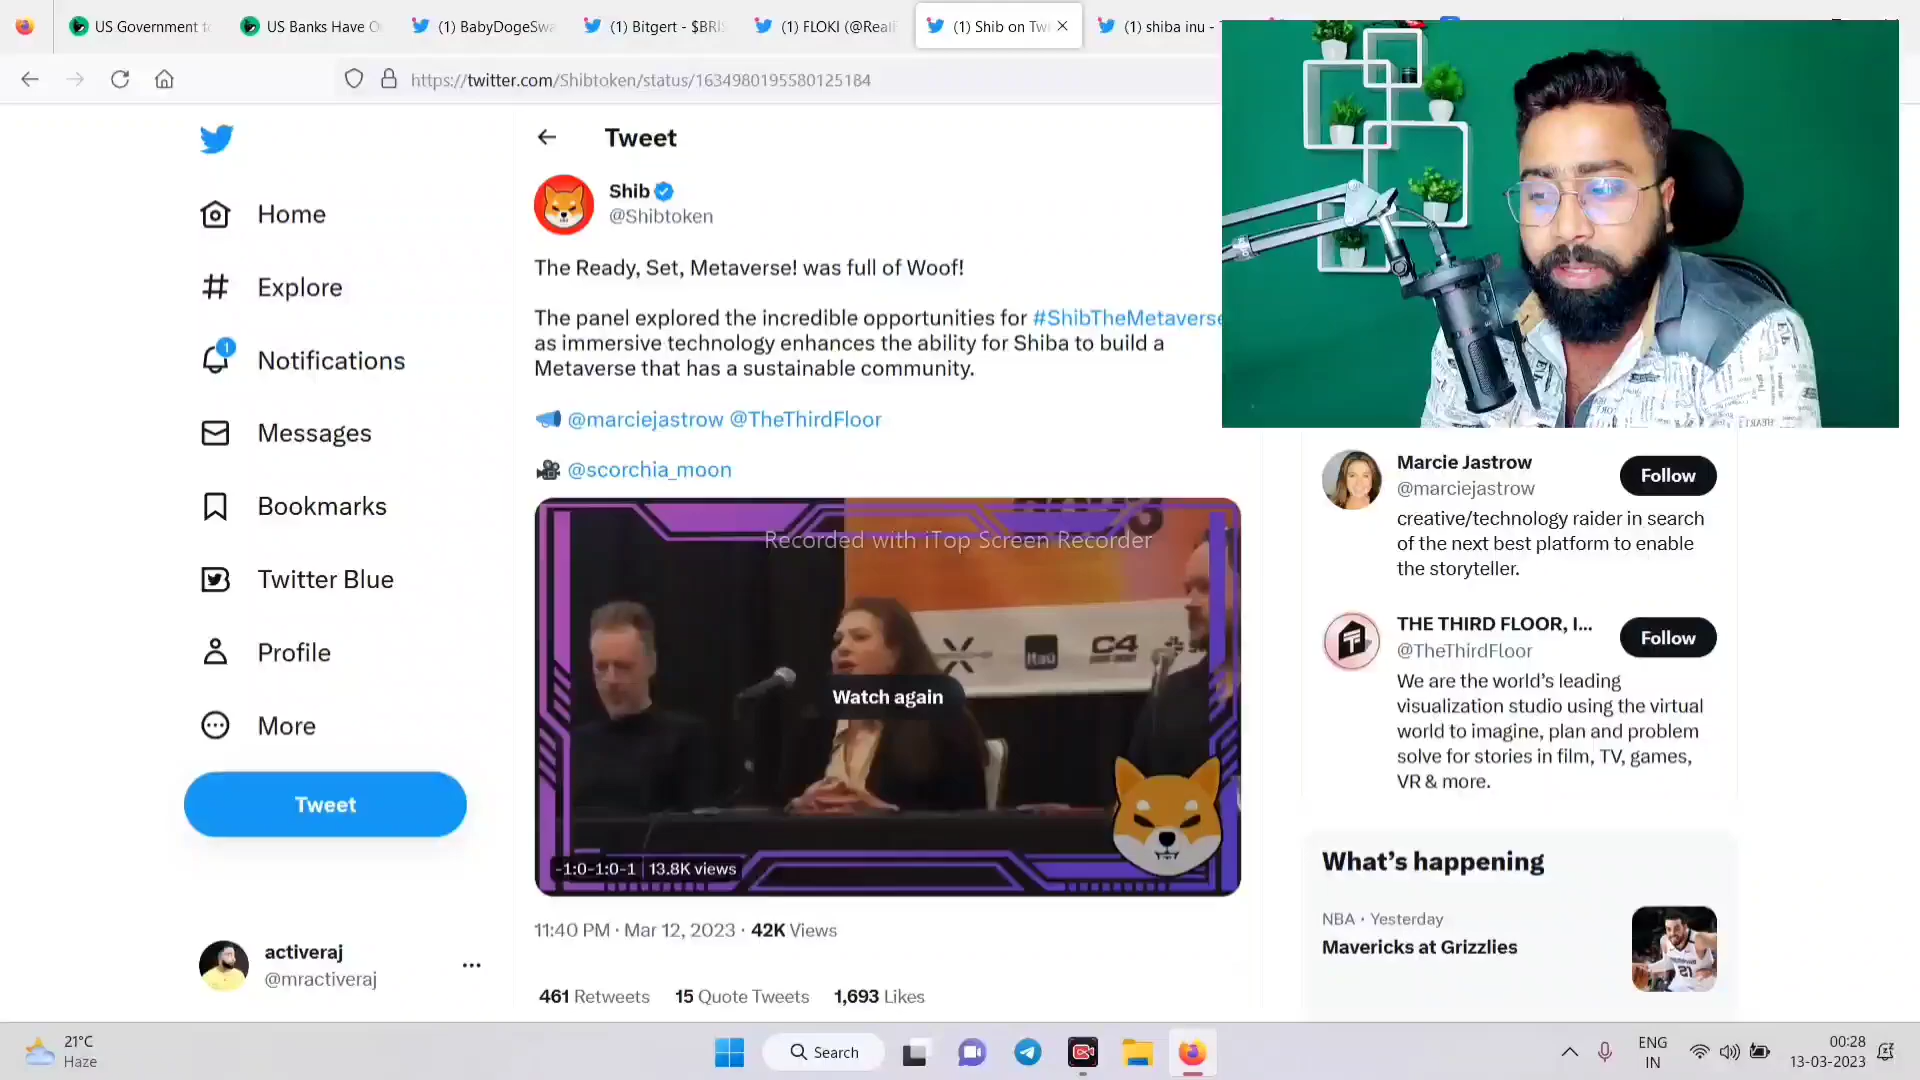 US Government to
US Banks Have O
(1) BabyDogeSwa
(1) Bitgert - $BRIS
(1) FLOKI (@Reali
(1) Shib on Tw
(1) shiba inu -
https://twitter.com/Shibtoken/status/1634980195580125184
Tweet
Shib
@Shibtoken
Home
Explore
1
Notifications
Messages
Bookmarks
Twitter Blue
Profile
More
Tweet
activeraj
@mractiveraj
The Ready, Set, Metaverse! was full of Woof!
The panel explored the incredible opportunities for #ShibTheMetaverse
as immersive technology enhances the ability for Shiba to build a
Metaverse that has a sustainable community.
@marciejastrow @TheThirdFloor
@scorchia_moon
Recorded with iTop Screen Recorder
Itaú
C4
Watch again
-1:0-1:0-1
13.8K views
11:40 PM · Mar 12, 2023 · 42K Views
461 Retweets 15 Quote Tweets 1,693 Likes
Marcie Jastrow
@marciejastrow
Follow
creative/technology raider in search
of the next best platform to enable
the storyteller.
THE THIRD FLOOR, I...
@TheThirdFloor
Follow
We are the world's leading
visualization studio using the virtual
world to imagine, plan and problem
solve for stories in film, TV, games,
VR & more.
What's happening
NBA · Yesterday
Mavericks at Grizzlies
21
21°C
Haze
Search
ENG
IN
00:28
13-03-2023